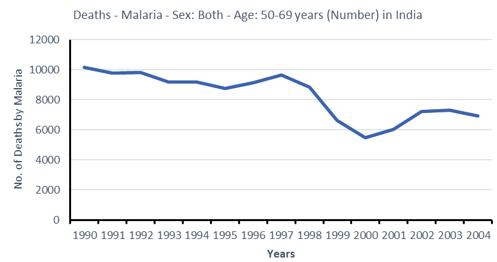 Deaths - Malaria - Sex: Both - Age: 50-69 years (Number) in India
12000
10000
8000
6000
4000
2000
0
No. of Deaths by Malaria
1990 1991 1992 1993 1994 1995 1996 1997 1998 1999 2000 2001 2002 2003 2004
Years